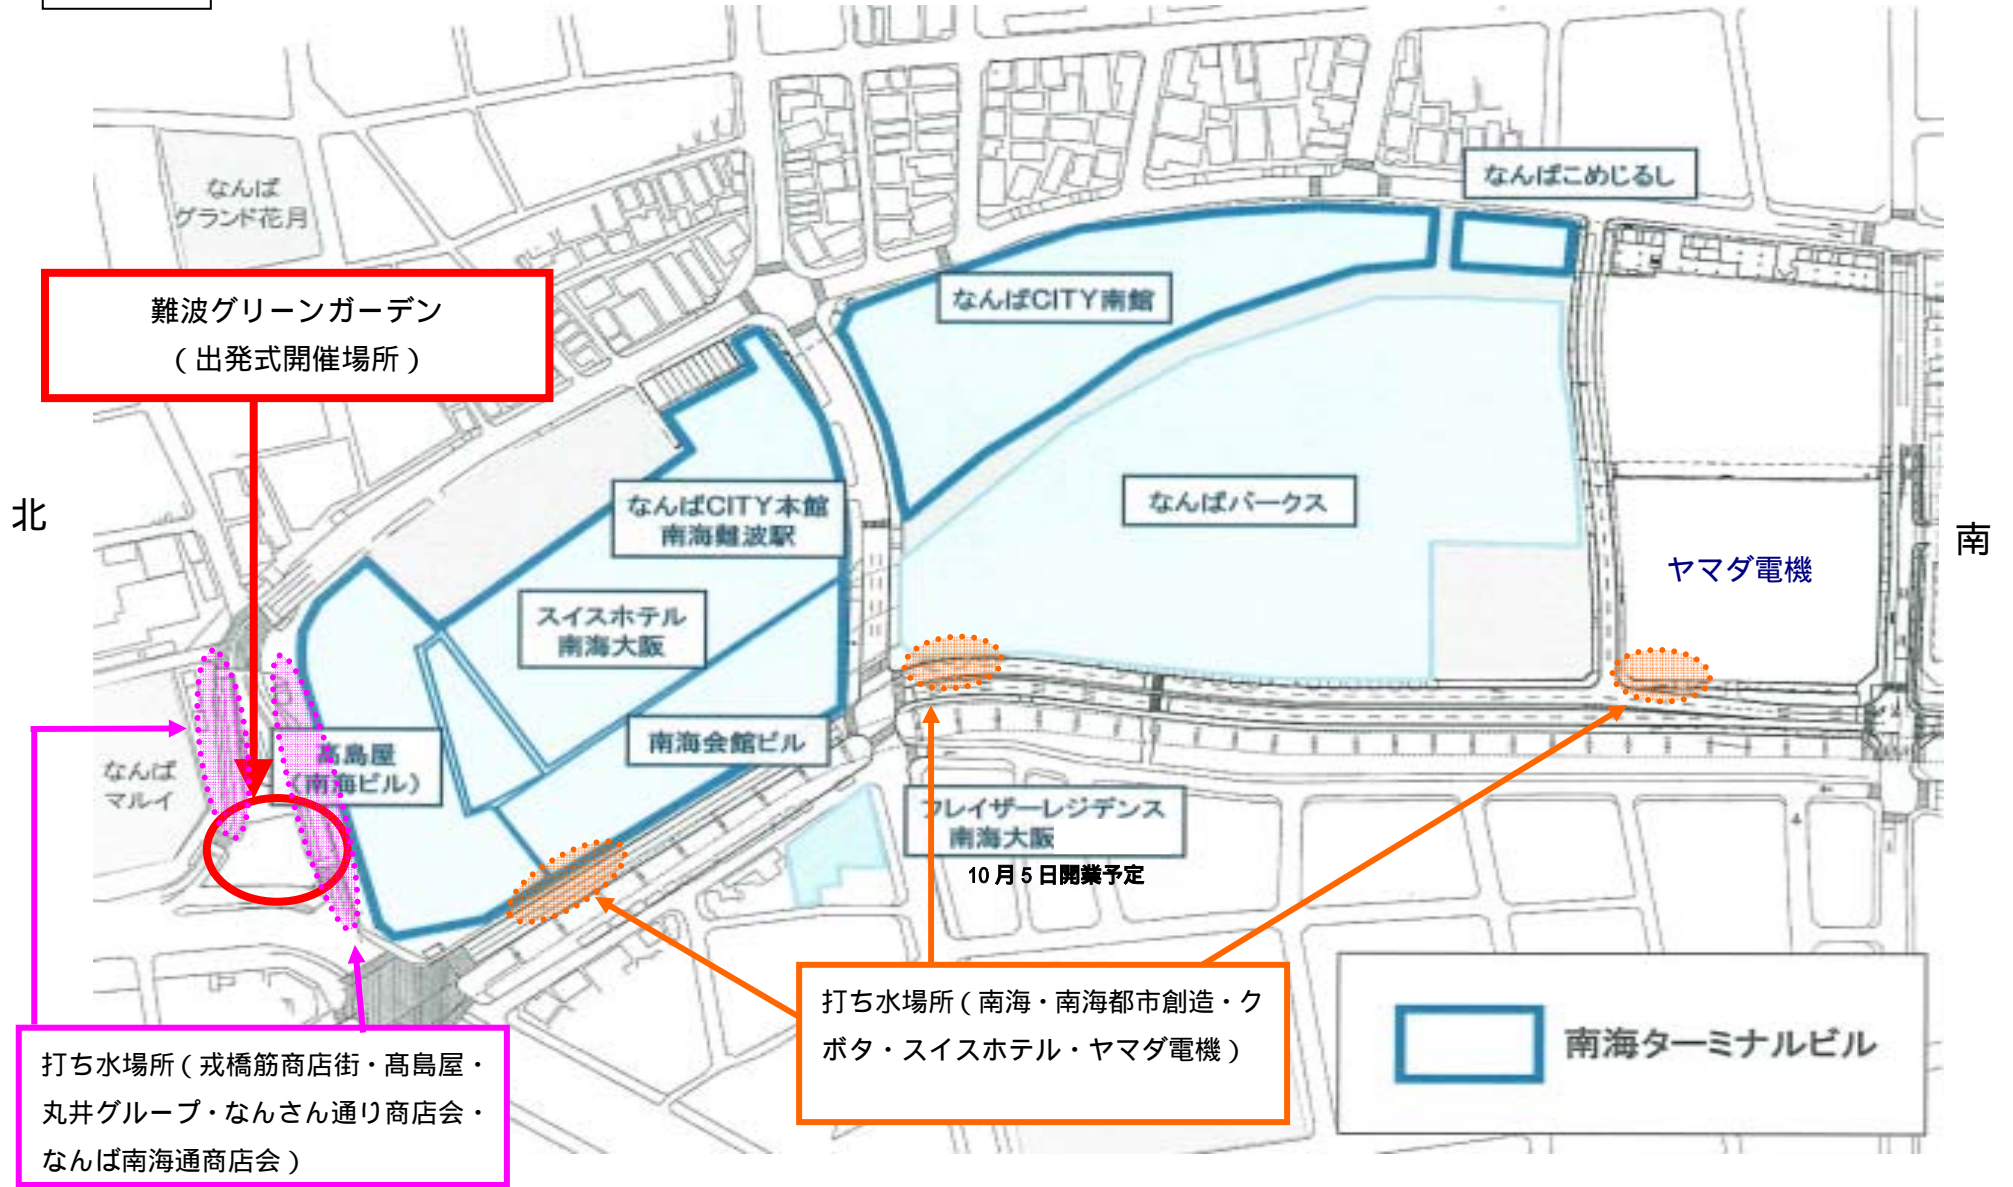 なんばこめじるし
なんば
グランド花月
難波グリーンガーデン
（出発式開催場所）
なんばCITY南館
なんばCITY本館
南海難波駅
なんばパークス
北
南
ヤマダ電機
スイスホテル
南海大阪
南海会館ビル
髙島屋
（南海ビル）
なんば
マルイ
フレイザーレジデンス
南海大阪
10月5日開業予定
打ち水場所（南海・南海都市創造・ク
ボタ・スイスホテル・ヤマダ電機）
南海ターミナルビル
打ち水場所（戎橋筋商店街・髙島屋・
丸井グループ・なんさん通り商店会・
なんば南海通商店会）